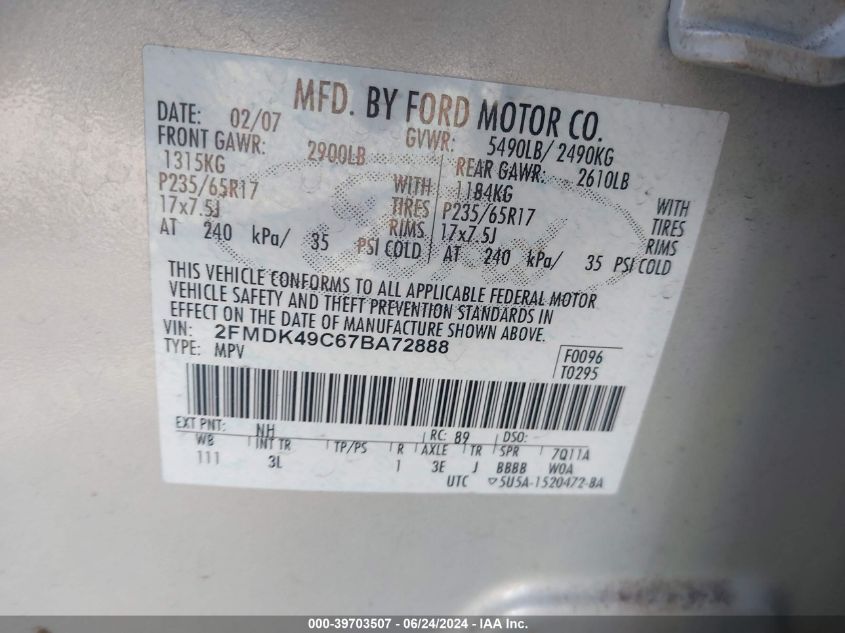 MFD. BY FORD MOTOR CO.
DATE: 02/07 GVWR: 5490LB/ 2490KG
FRONT GAWR: 2900LB REAR GAWR: 2610LB
1315KG WITH 1184KG WITH
P235/65R17 TIRES P235/65R17 TIRES
17x7.5J RIMS 17x7.5J RIMS
AT 240 kPa/ 35 PSI COLD AT 240 kPa/ 35 PSI COLD
THIS VEHICLE CONFORMS TO ALL APPLICABLE FEDERAL MOTOR
VEHICLE SAFETY AND THEFT PREVENTION STANDARDS IN
EFFECT ON THE DATE OF MANUFACTURE SHOWN ABOVE.
VIN: 2FMDK49C67BA72888
TYPE: MPV
F0096
T0295
EXT PNT: NH RC: 89 DSO:
WB INT TR TP/PS R AXLE TR SPR 7Q11A
111 3L 1 3E J BBBB W0A
UTC ▽5U5A-1520472-BA
000-39703507 - 06/24/2024 - IAA Inc.